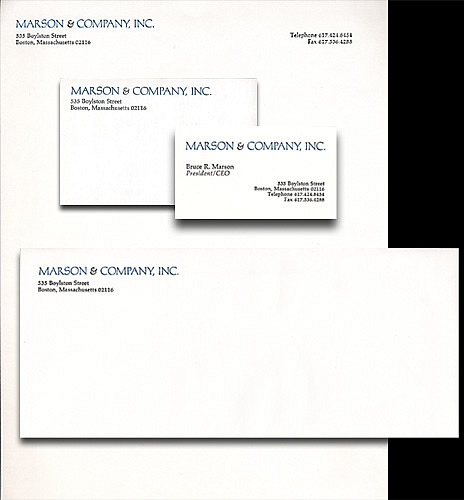 MARSON & COMPANY, INC.
535 Boylston Street
Boston, Massachusetts 02116
Telephone 617.424.8454
Fax 617.536.4288
MARSON & COMPANY, INC.
535 Boylston Street
Boston, Massachusetts 02116
MARSON & COMPANY, INC.
Bruce R. Marson
President/CEO
535 Boylston Street
Boston, Massachusetts 02116
Telephone 617.424.8454
Fax 617.536.4288
MARSON & COMPANY, INC.
535 Boylston Street
Boston, Massachusetts 02116